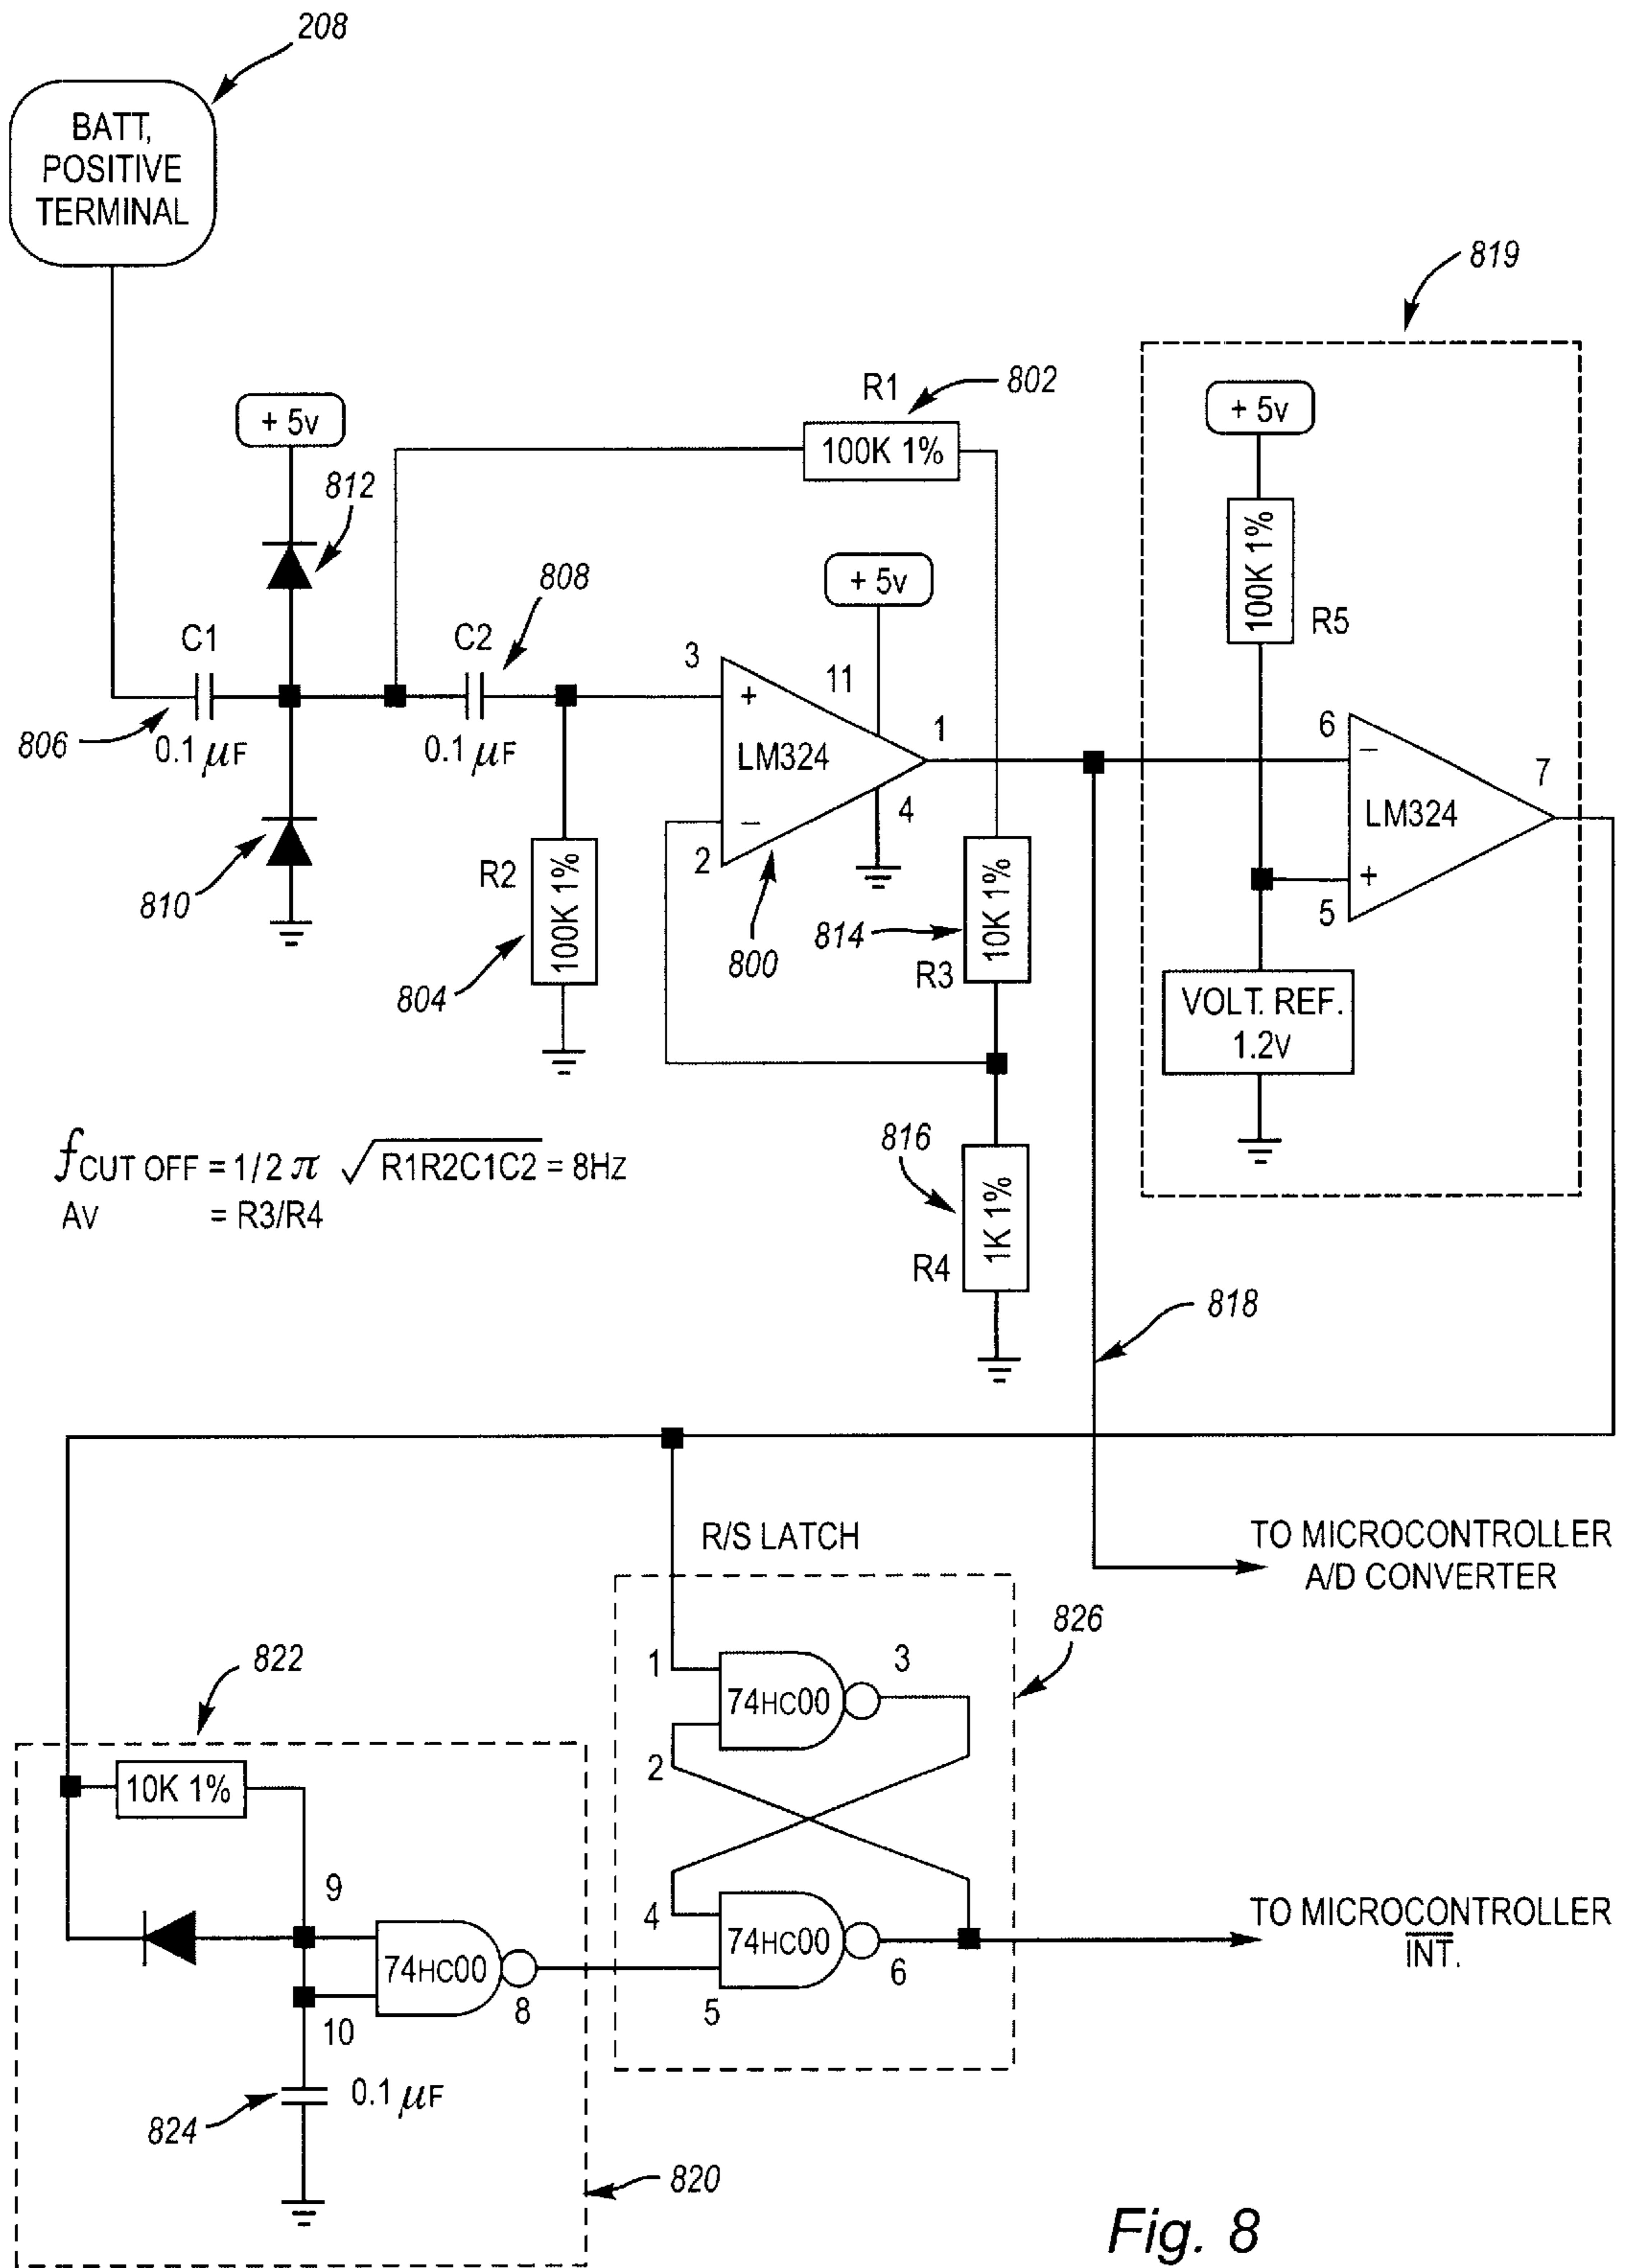 208
BATT,
POSITIVE
TERMINAL
819
R1
802
+ 5v
100K 1%
+ 5v
812
100K 1%
R5
808
+ 5v
C1
C2
806
0.1 μF
0.1 μF
3
+
11
LM324
1
4
−
2
6
−
7
LM324
+
5
810
R2
100K 1%
804
800
814
10K 1%
R3
VOLT. REF.
1.2V
fCUT OFF = 1/2 π √R1R2C1C2 = 8HZ
AV = R3/R4
816
1K 1%
R4
818
R/S LATCH
TO MICROCONTROLLER
A/D CONVERTER
826
1
3
74HC00
2
822
10K 1%
9
4
74HC00
6
5
TO MICROCONTROLLER
INT.
74HC00
8
10
824
0.1 μF
820
Fig. 8